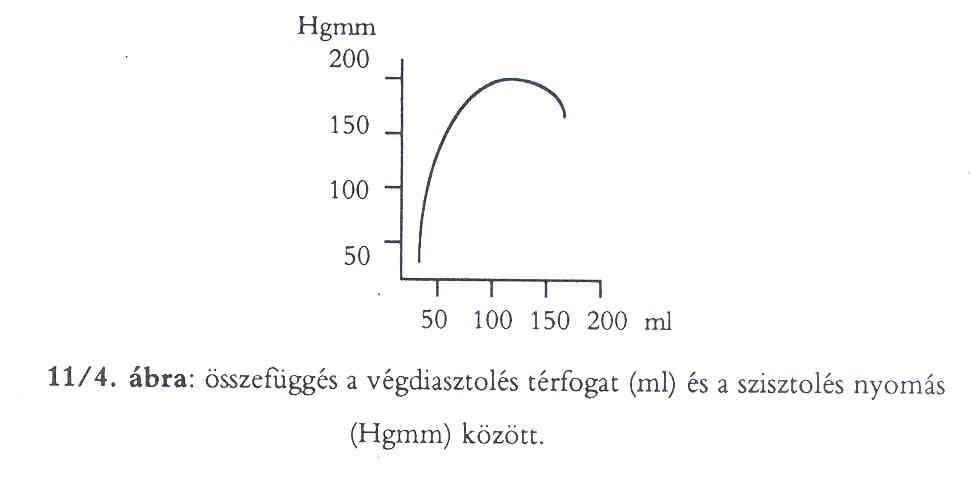 Hgmm
200
150
100
50
50 100 150 200 ml
11/4. ábra: összefüggés a végdiasztolés térfogat (ml) és a szisztolés nyomás
(Hgmm) között.